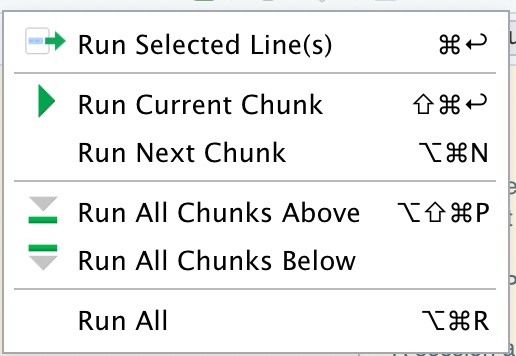 Run Selected Line(s) ⌘↩
Run Current Chunk ⇧⌘↩
Run Next Chunk ⌥⌘N
Run All Chunks Above ⌥⇧⌘P
Run All Chunks Below
Run All ⌥⌘R